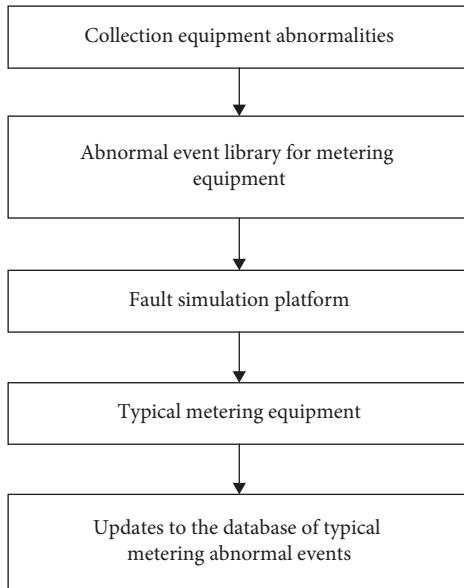 Collection equipment abnormalities
Abnormal event library for metering
equipment
Fault simulation platform
Typical metering equipment
Updates to the database of typical
metering abnormal events